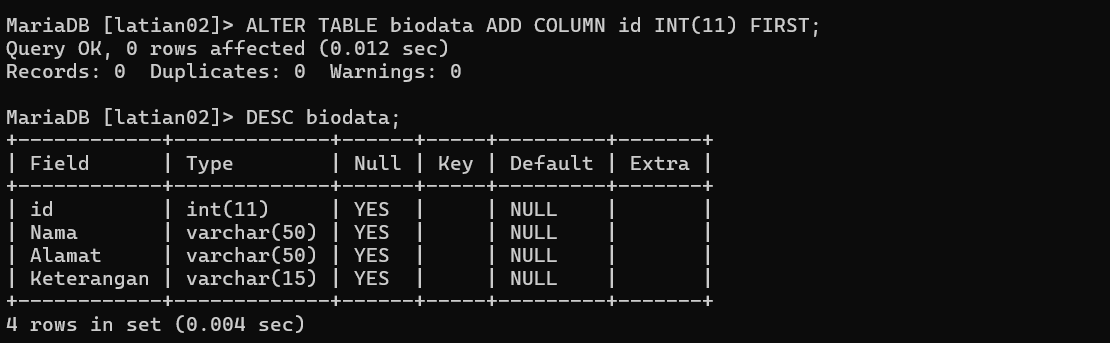 MariaDB [latian02]> ALTER TABLE biodata ADD COLUMN id INT(11) FIRST;
Query OK, 0 rows affected (0.012 sec)
Records: 0  Duplicates: 0  Warnings: 0

MariaDB [latian02]> DESC biodata;
+------------+-------------+------+-----+---------+-------+
| Field      | Type        | Null | Key | Default | Extra |
+------------+-------------+------+-----+---------+-------+
| id         | int(11)     | YES  |     | NULL    |       |
| Nama       | varchar(50) | YES  |     | NULL    |       |
| Alamat     | varchar(50) | YES  |     | NULL    |       |
| Keterangan | varchar(15) | YES  |     | NULL    |       |
+------------+-------------+------+-----+---------+-------+
4 rows in set (0.004 sec)